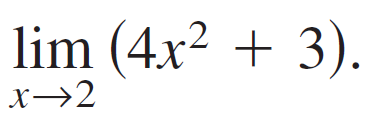 lim (4x² + 3).
x→2